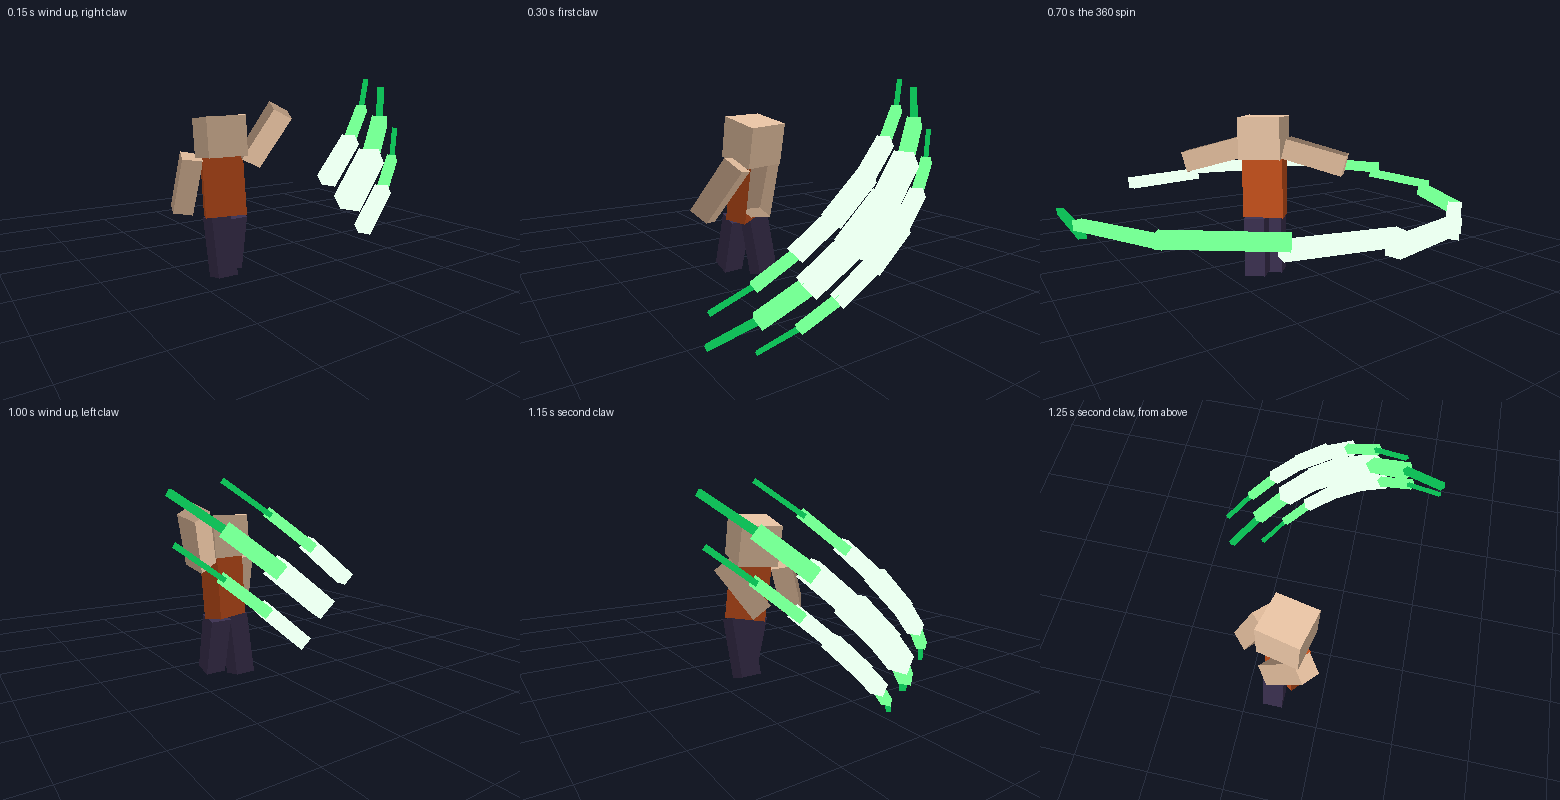 0.15 s wind up, right claw
0.30 s first claw
0.70 s the 360 spin
1.00 s wind up, left claw
1.15 s second claw
1.25 s second claw, from above